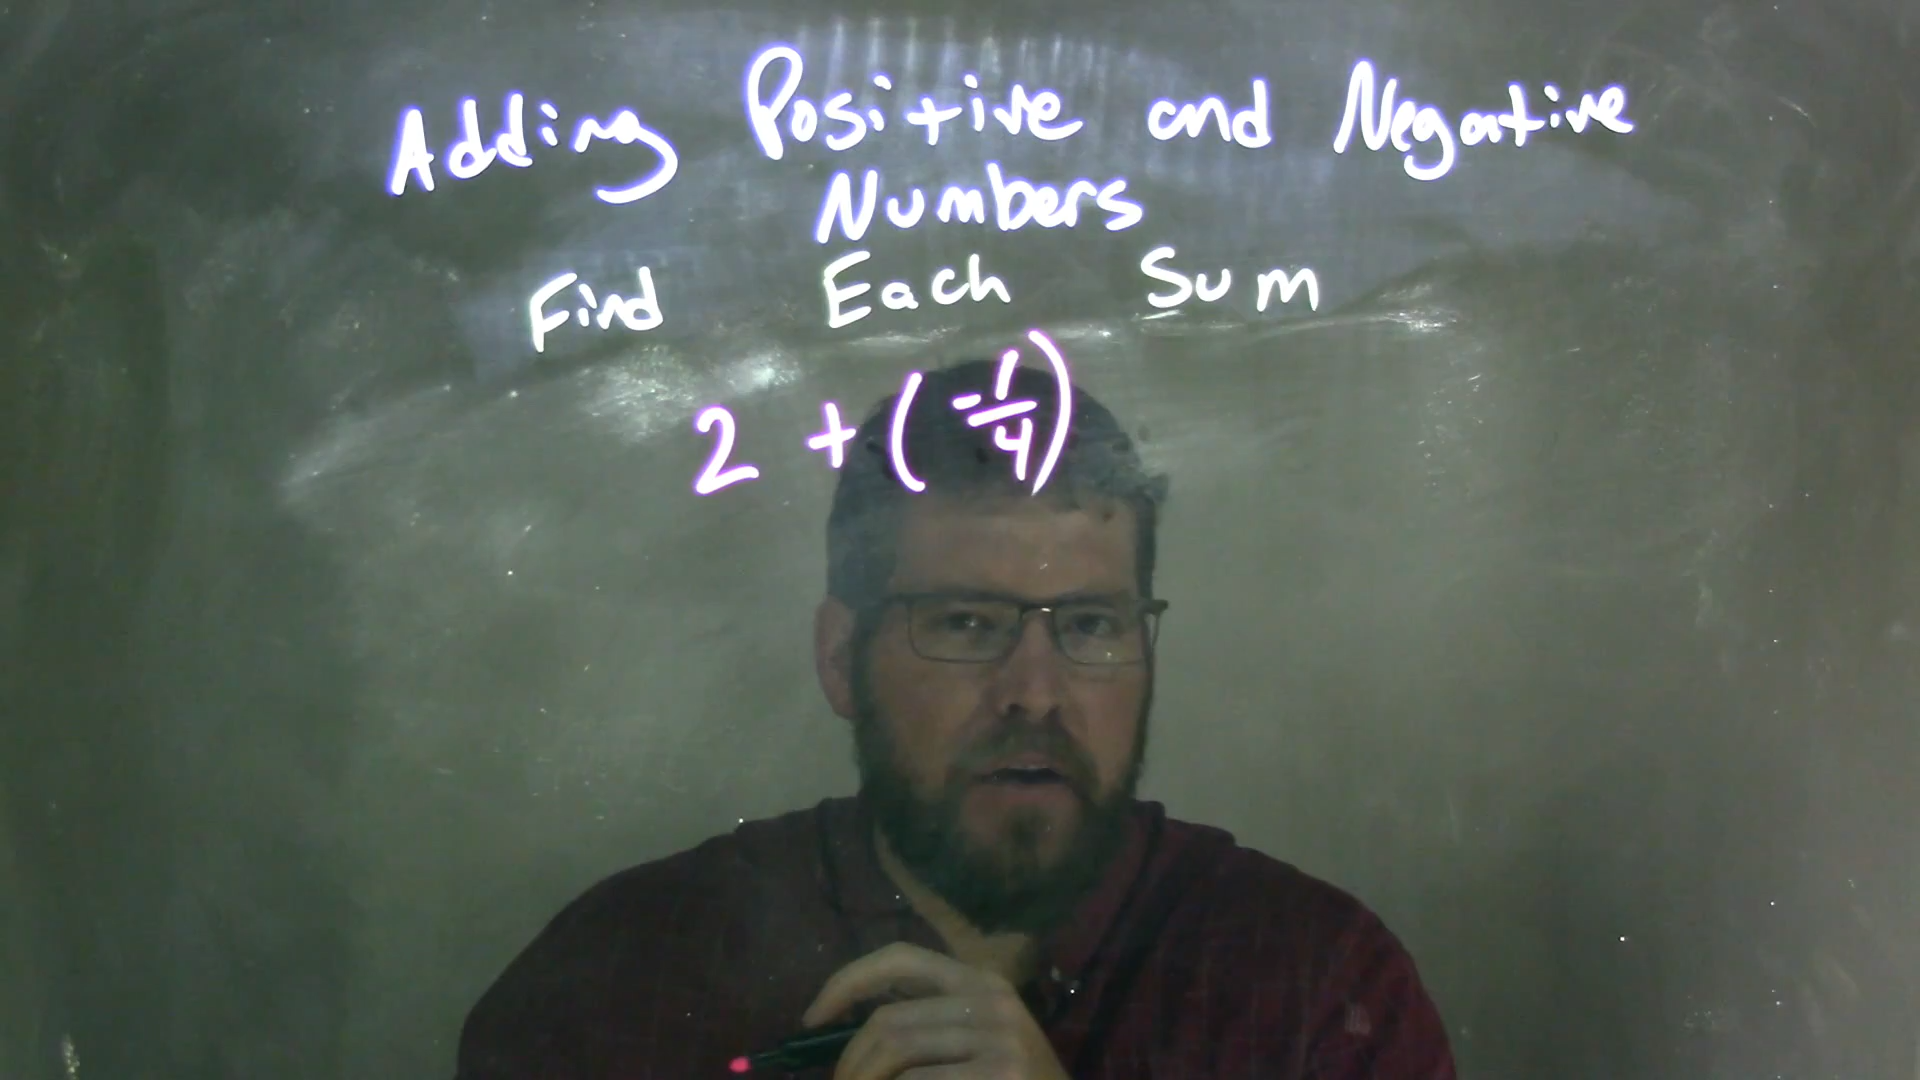 Adding Positive and Negative
Numbers
Find Each Sum
2 + (-1/4)